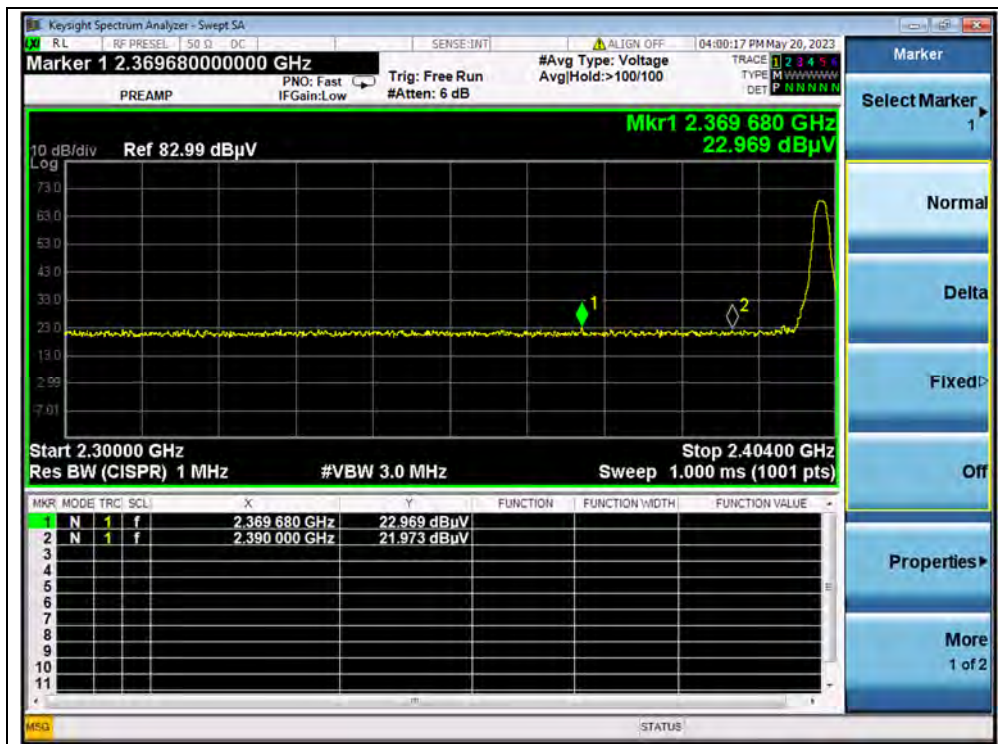 Keysight Spectrum Analyzer - Swept SA
LXI RL RF PRESEL 50 Ω DC SENSE:INT ALIGN OFF 04:00:17 PM May 20, 2023
Marker 1 2.369680000000 GHz
PREAMP
PNO: Fast
IFGain:Low
Trig: Free Run
#Atten: 6 dB
#Avg Type: Voltage
Avg|Hold:>100/100
TRACE 1 2 3 4 5 6
TYPE M WWWWW
DET P N N N N N
Mkr1 2.369 680 GHz
22.969 dBµV
10 dB/div Ref 82.99 dBµV
Log
73.0
63.0
53.0
43.0
33.0
23.0
13.0
2.99
-7.01
1
2
Start 2.30000 GHz Stop 2.40400 GHz
Res BW (CISPR) 1 MHz #VBW 3.0 MHz Sweep 1.000 ms (1001 pts)
MKR MODE TRC SCL X Y FUNCTION FUNCTION WIDTH FUNCTION VALUE
1 N 1 f 2.369 680 GHz 22.969 dBµV
2 N 1 f 2.390 000 GHz 21.973 dBµV
3
4
5
6
7
8
9
10
11
MSG STATUS
Marker
Select Marker
1
Normal
Delta
Fixed
Off
Properties
More
1 of 2